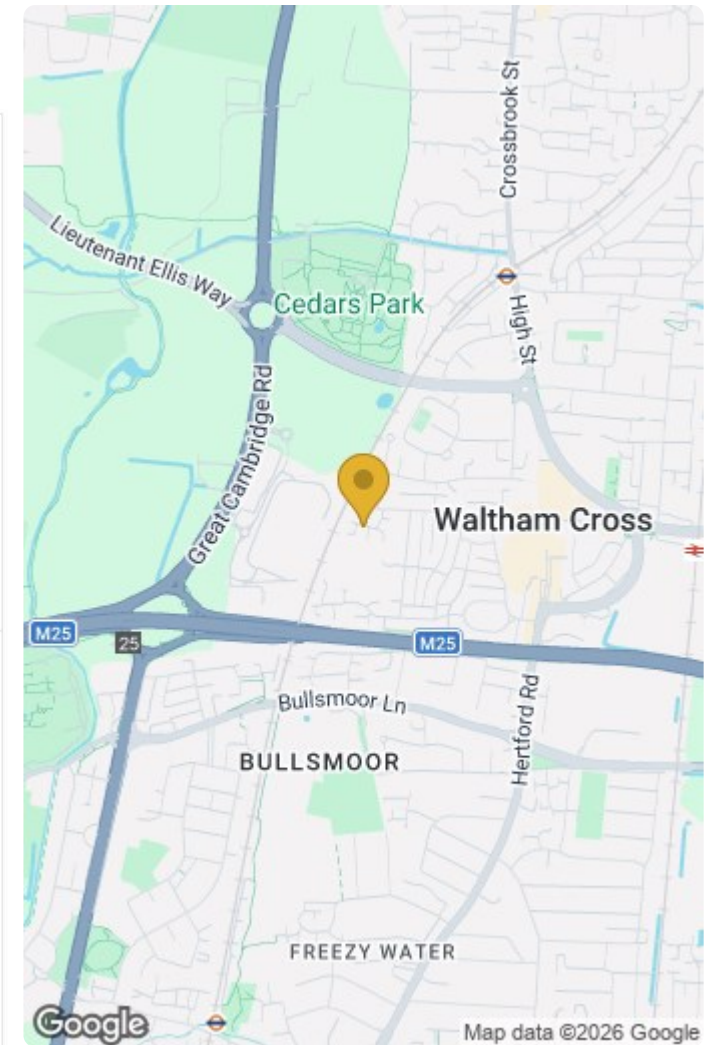 Crossbrook St
Lieutenant Ellis Way
Cedars Park
High St
Great Cambridge Rd
Waltham Cross
M25
25
M25
Bullsmoor Ln
Hertford Rd
BULLSMOOR
FREEZY WATER
Google
Map data ©2026 Google